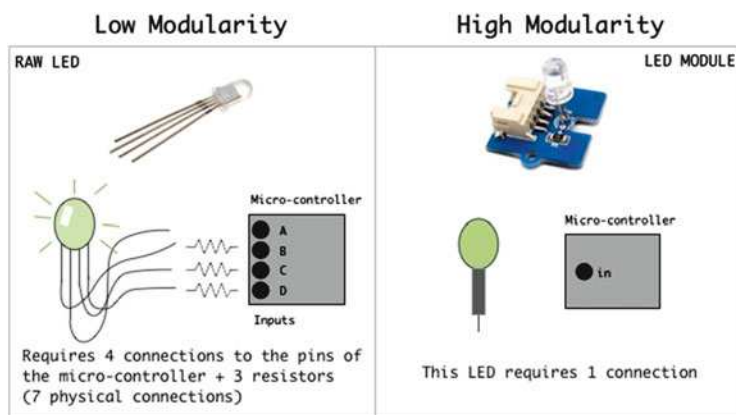 Low Modularity
High Modularity
RAW LED
LED MODULE
Micro-controller
A
B
C
D
Inputs
Requires 4 connections to the pins of
the micro-controller + 3 resistors
(7 physical connections)
Micro-controller
in
This LED requires 1 connection